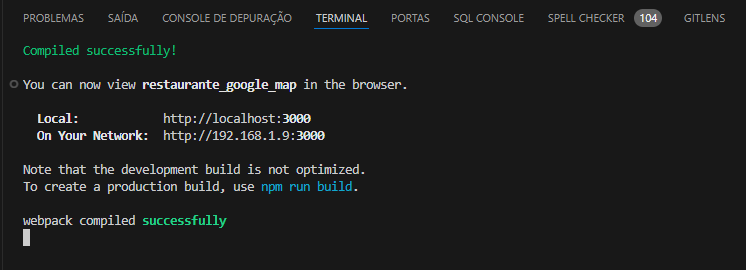 PROBLEMAS SAÍDA CONSOLE DE DEPURAÇÃO TERMINAL PORTAS SQL CONSOLE SPELL CHECKER 104 GITLENS
Compiled successfully!
You can now view restaurante_google_map in the browser.
Local: http://localhost:3000
On Your Network: http://192.168.1.9:3000
Note that the development build is not optimized.
To create a production build, use npm run build.
webpack compiled successfully